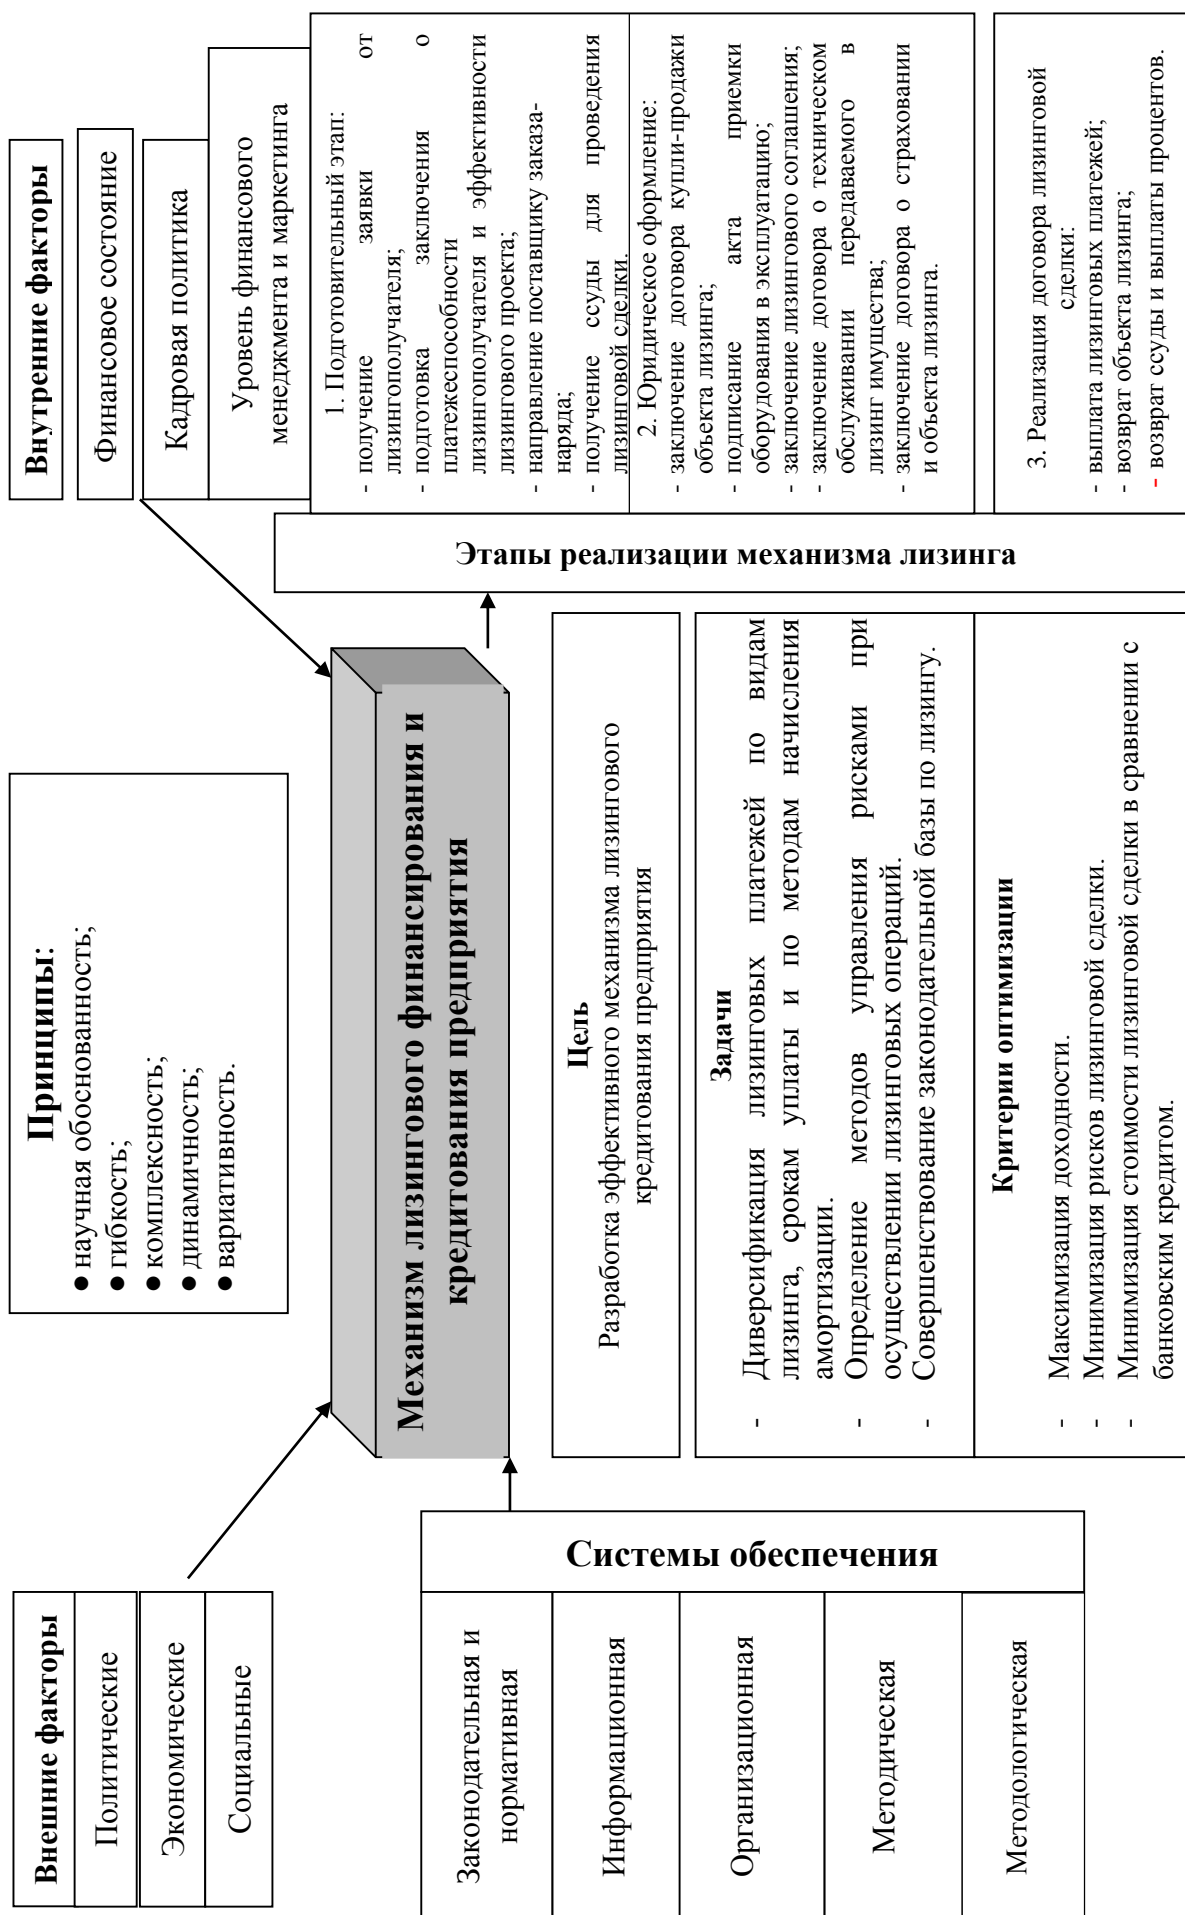 Внешние факторы
Политические
Экономические
Социальные
Принципы:
● научная обоснованность;
● гибкость;
● комплексность;
● динамичность;
● вариативность.
Внутренние факторы
Финансовое состояние
Кадровая политика
Уровень финансового
менеджмента и маркетинга
Механизм лизингового финансирования и
кредитования предприятия
Системы обеспечения
Законодательная и
нормативная
Информационная
Организационная
Методическая
Методологическая
Цель
Разработка эффективного механизма лизингового
кредитования предприятия
Задачи
- Диверсификация лизинговых платежей по видам
лизинга, срокам уплаты и по методам начисления
амортизации.
- Определение методов управления рисками при
осуществлении лизинговых операций.
- Совершенствование законодательной базы по лизингу.
Критерии оптимизации
- Максимизация доходности.
- Минимизация рисков лизинговой сделки.
- Минимизация стоимости лизинговой сделки в сравнении с
банковским кредитом.
Этапы реализации механизма лизинга
1. Подготовительный этап:
- получение заявки от
лизингополучателя;
- подготовка заключения о
платежеспособности
лизингополучателя и эффективности
лизингового проекта;
- направление поставщику заказа-
наряда;
- получение ссуды для проведения
лизинговой сделки.
2. Юридическое оформление:
- заключение договора купли-продажи
объекта лизинга;
- подписание акта приемки
оборудования в эксплуатацию;
- заключение лизингового соглашения;
- заключение договора о техническом
обслуживании передаваемого в
лизинг имущества;
- заключение договора о страховании
и объекта лизинга.
3. Реализация договора лизинговой
сделки:
- выплата лизинговых платежей;
- возврат объекта лизинга;
- возврат ссуды и выплаты процентов.